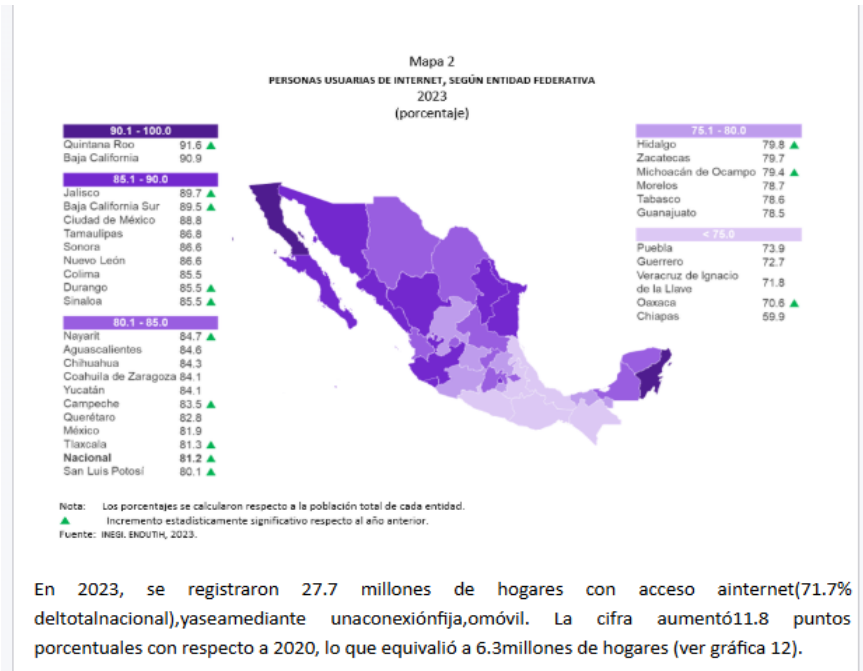 Mapa 2
PERSONAS USUARIAS DE INTERNET, SEGÚN ENTIDAD FEDERATIVA
2023
(porcentaje)
90.1 - 100.0
Quintana Roo 91.6 ▲
Baja California 90.9
85.1 - 90.0
Jalisco 89.7 ▲
Baja California Sur 89.5 ▲
Ciudad de México 88.8
Tamaulipas 86.8
Sonora 86.6
Nuevo León 86.6
Colima 85.5
Durango 85.5 ▲
Sinaloa 85.5 ▲
80.1 - 85.0
Nayarit 84.7 ▲
Aguascalientes 84.6
Chihuahua 84.3
Coahuila de Zaragoza 84.1
Yucatán 84.1
Campeche 83.5 ▲
Querétaro 82.8
México 81.9
Tlaxcala 81.3 ▲
Nacional 81.2 ▲
San Luis Potosí 80.1 ▲
75.1 - 80.0
Hidalgo 79.8 ▲
Zacatecas 79.7
Michoacán de Ocampo 79.4 ▲
Morelos 78.7
Tabasco 78.6
Guanajuato 78.5
< 75.0
Puebla 73.9
Guerrero 72.7
Veracruz de Ignacio
de la Llave 71.8
Oaxaca 70.6 ▲
Chiapas 59.9
Nota: Los porcentajes se calcularon respecto a la población total de cada entidad.
▲ Incremento estadísticamente significativo respecto al año anterior.
Fuente: INEGI. ENDUTIH, 2023.
En 2023, se registraron 27.7 millones de hogares con acceso ainternet(71.7%
deltotalnacional),yaseamediante unaconexiónfija,omóvil. La cifra aumentó11.8 puntos
porcentuales con respecto a 2020, lo que equivalió a 6.3millones de hogares (ver gráfica 12).